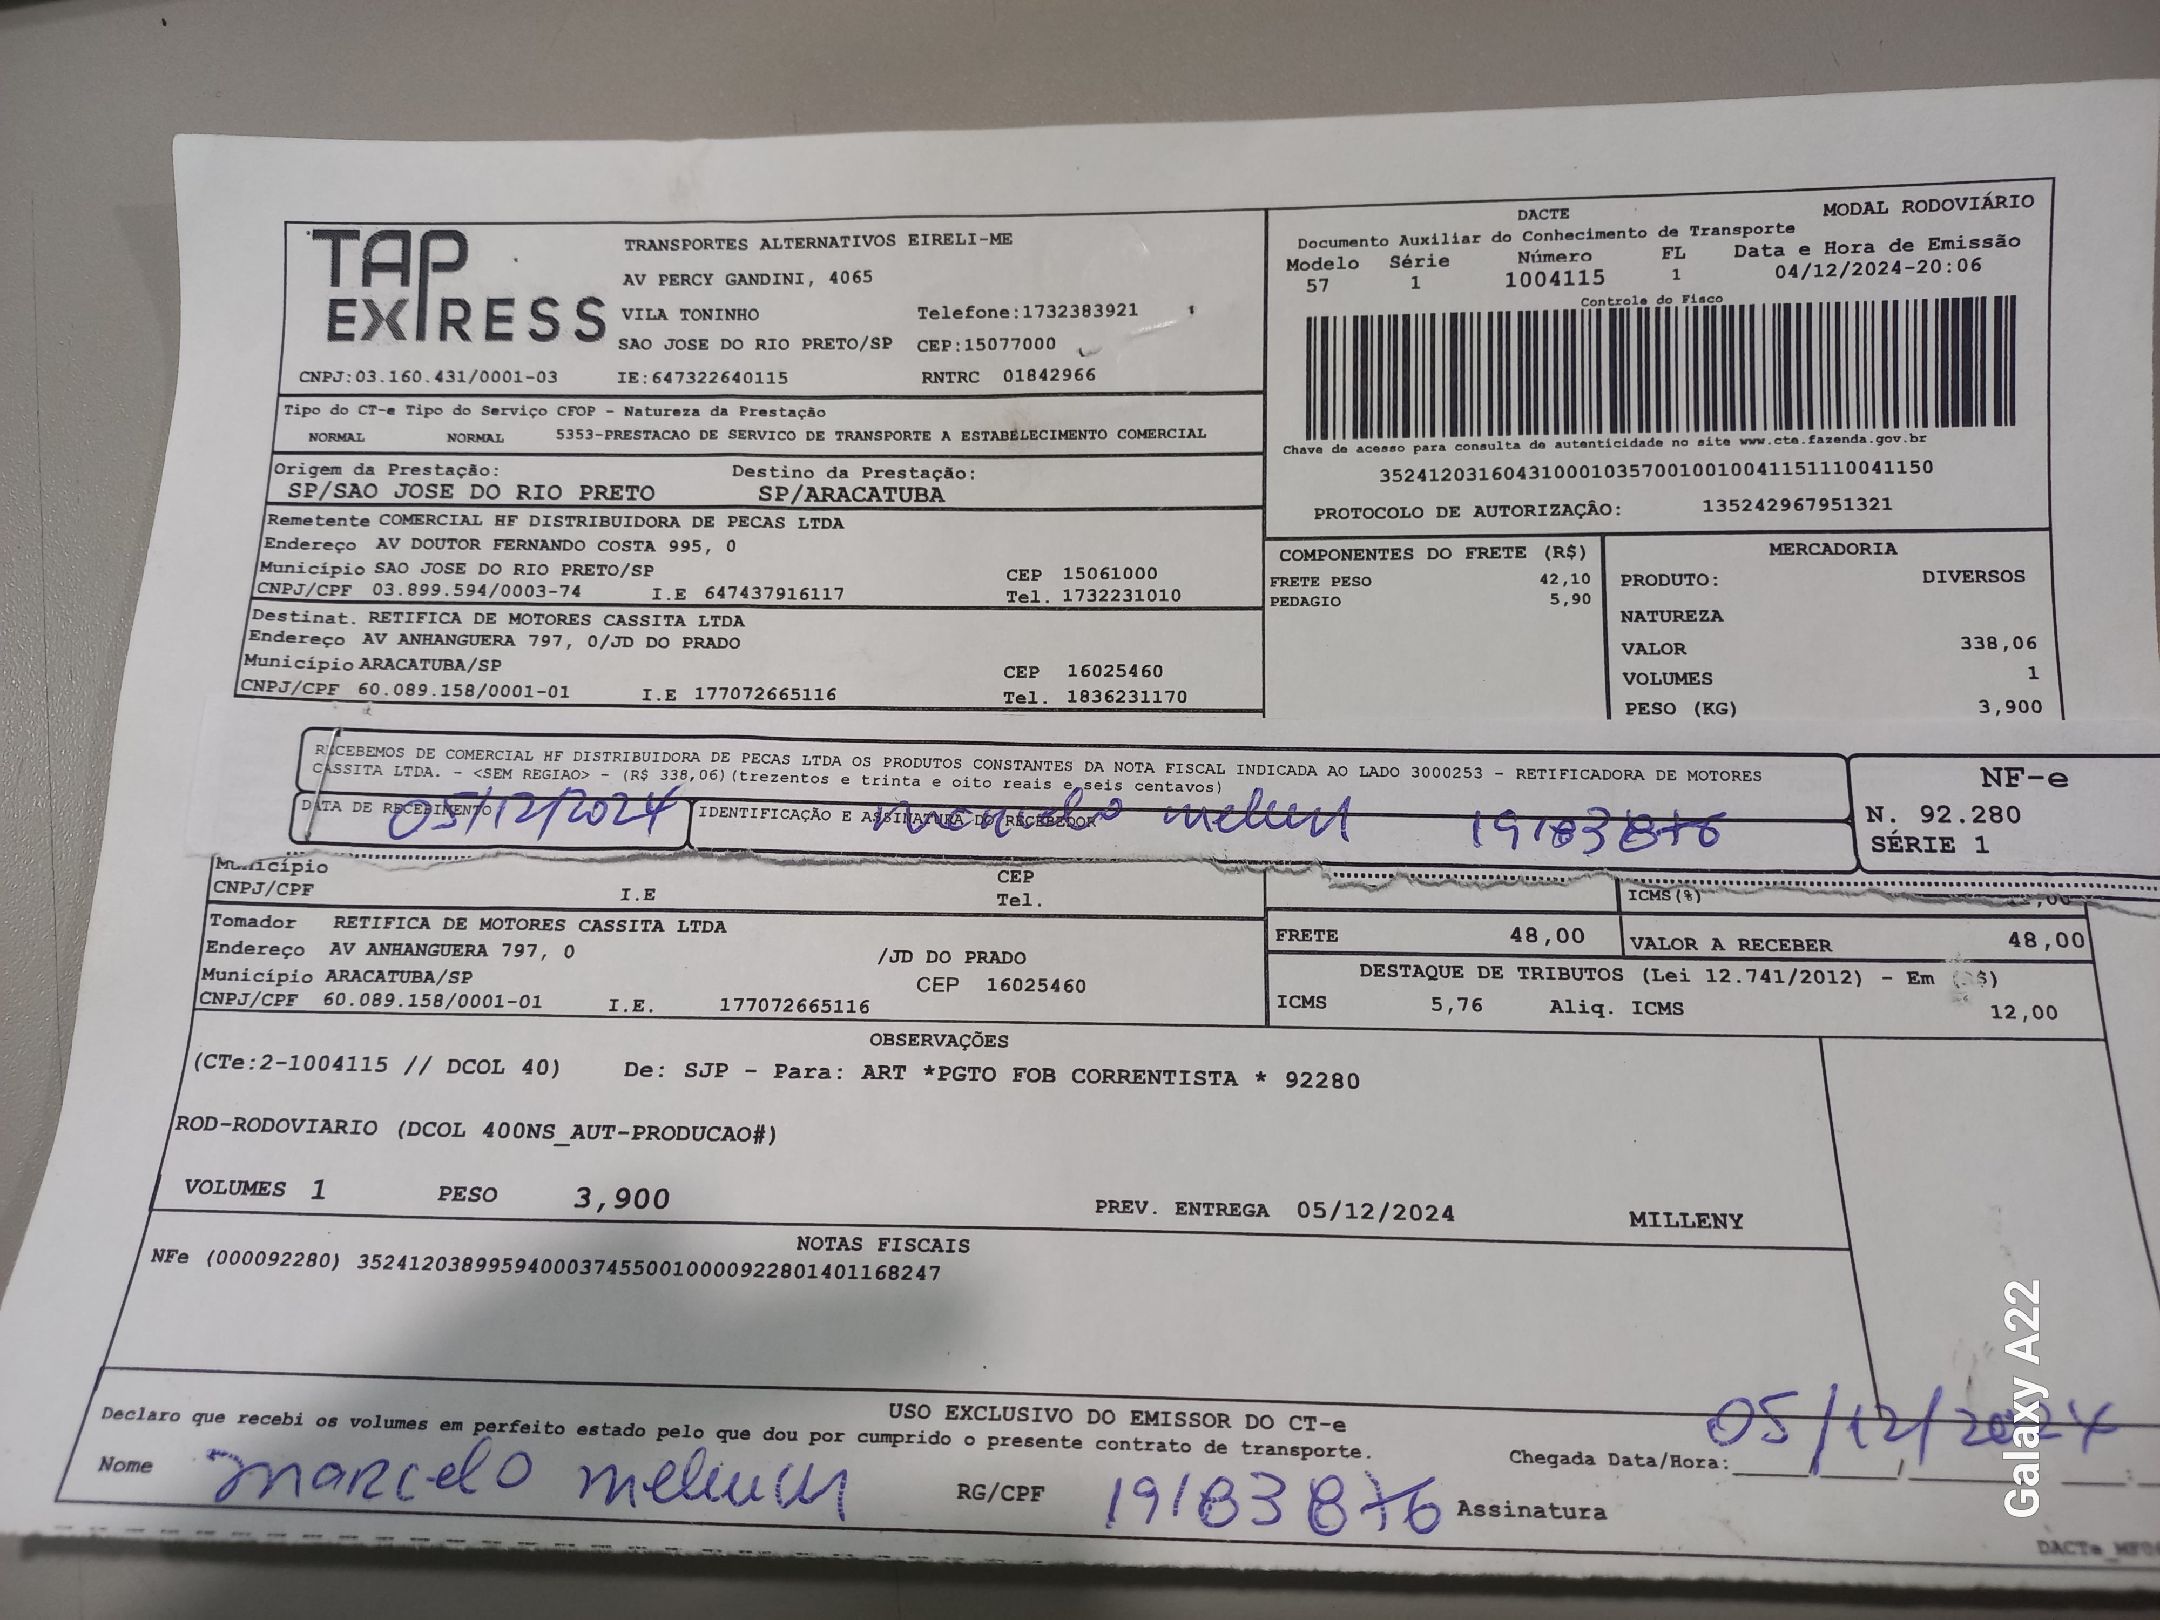 TAP EXPRESS
TRANSPORTES ALTERNATIVOS EIRELI-ME
AV PERCY GANDINI, 4065
VILA TONINHO Telefone:1732383921
SAO JOSE DO RIO PRETO/SP CEP:15077000
CNPJ:03.160.431/0001-03 IE:647322640115 RNTRC 01842966
DACTE MODAL RODOVIÁRIO
Documento Auxiliar do Conhecimento de Transporte
Modelo Série Número FL Data e Hora de Emissão
57 1 1004115 1 04/12/2024-20:06
Controle do Fisco
Chave de acesso para consulta de autenticidade no site www.cte.fazenda.gov.br
35241203160431000103570010010041151110041150
PROTOCOLO DE AUTORIZAÇÂO: 135242967951321
Tipo do CT-e Tipo do Serviço CFOP - Natureza da Prestação
NORMAL NORMAL 5353-PRESTACAO DE SERVICO DE TRANSPORTE A ESTABELECIMENTO COMERCIAL
Origem da Prestação: Destino da Prestação:
SP/SAO JOSE DO RIO PRETO SP/ARACATUBA
Remetente COMERCIAL HF DISTRIBUIDORA DE PECAS LTDA
Endereço AV DOUTOR FERNANDO COSTA 995, 0
Município SAO JOSE DO RIO PRETO/SP CEP 15061000
CNPJ/CPF 03.899.594/0003-74 I.E 647437916117 Tel. 1732231010
Destinat. RETIFICA DE MOTORES CASSITA LTDA
Endereço AV ANHANGUERA 797, 0/JD DO PRADO
Município ARACATUBA/SP CEP 16025460
CNPJ/CPF 60.089.158/0001-01 I.E 177072665116 Tel. 1836231170
COMPONENTES DO FRETE (R$)
FRETE PESO 42,10
PEDAGIO 5,90
MERCADORIA
PRODUTO: DIVERSOS
NATUREZA
VALOR 338,06
VOLUMES 1
PESO (KG) 3,900
RECEBEMOS DE COMERCIAL HF DISTRIBUIDORA DE PECAS LTDA OS PRODUTOS CONSTANTES DA NOTA FISCAL INDICADA AO LADO 3000253 - RETIFICADORA DE MOTORES
CASSITA LTDA. - <SEM REGIAO> - (R$ 338,06)(trezentos e trinta e oito reais e seis centavos)
DATA DE RECEBIMENTO IDENTIFICAÇÃO E ASSINATURA DO RECEBEDOR
05/12/2024 Marcelo 19183876
NF-e
N. 92.280
SÉRIE 1
Município CEP
CNPJ/CPF I.E Tel.
ICMS(%)
Tomador RETIFICA DE MOTORES CASSITA LTDA
Endereço AV ANHANGUERA 797, 0 /JD DO PRADO
Município ARACATUBA/SP CEP 16025460
CNPJ/CPF 60.089.158/0001-01 I.E. 177072665116
FRETE 48,00 VALOR A RECEBER 48,00
DESTAQUE DE TRIBUTOS (Lei 12.741/2012) - Em (R$)
ICMS 5,76 Aliq. ICMS 12,00
OBSERVAÇÕES
(CTe:2-1004115 // DCOL 40) De: SJP - Para: ART *PGTO FOB CORRENTISTA * 92280
ROD-RODOVIARIO (DCOL 400NS_AUT-PRODUCAO#)
VOLUMES 1 PESO 3,900 PREV. ENTREGA 05/12/2024 MILLENY
NOTAS FISCAIS
NFe (000092280) 35241203899594000374550010000922801401168247
USO EXCLUSIVO DO EMISSOR DO CT-e
Declaro que recebi os volumes em perfeito estado pelo que dou por cumprido o presente contrato de transporte.
Chegada Data/Hora: 05/12/2024
Nome Marcelo RG/CPF 19183876 Assinatura
Galaxy A22